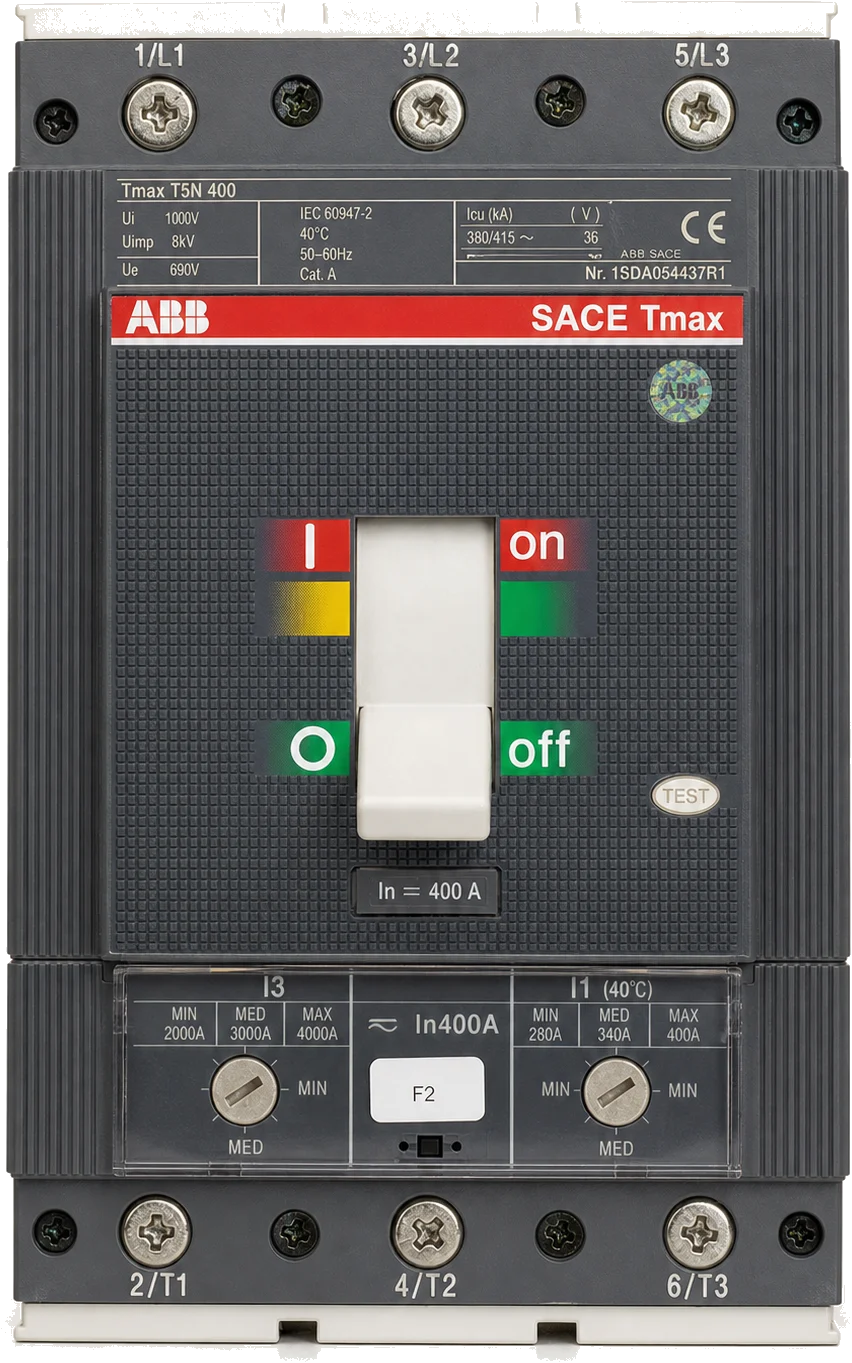 1/L1 3/L2 5/L3
Tmax T5N 400
Ui 1000V
Uimp 8kV
Ue 690V
IEC 60947-2
40°C
50–60Hz
Cat. A
Icu (kA) ( V )
380/415 ~ 36
CE
ABB SACE
Nr. 1SDA054437R1
ABB SACE Tmax
ABB
I on
O off
TEST
In = 400 A
I3
MIN MED MAX
2000A 3000A 4000A
MIN
MED
≂ In400A
F2
I1 (40°C)
MIN MED MAX
280A 340A 400A
MIN MIN
MED
2/T1 4/T2 6/T3